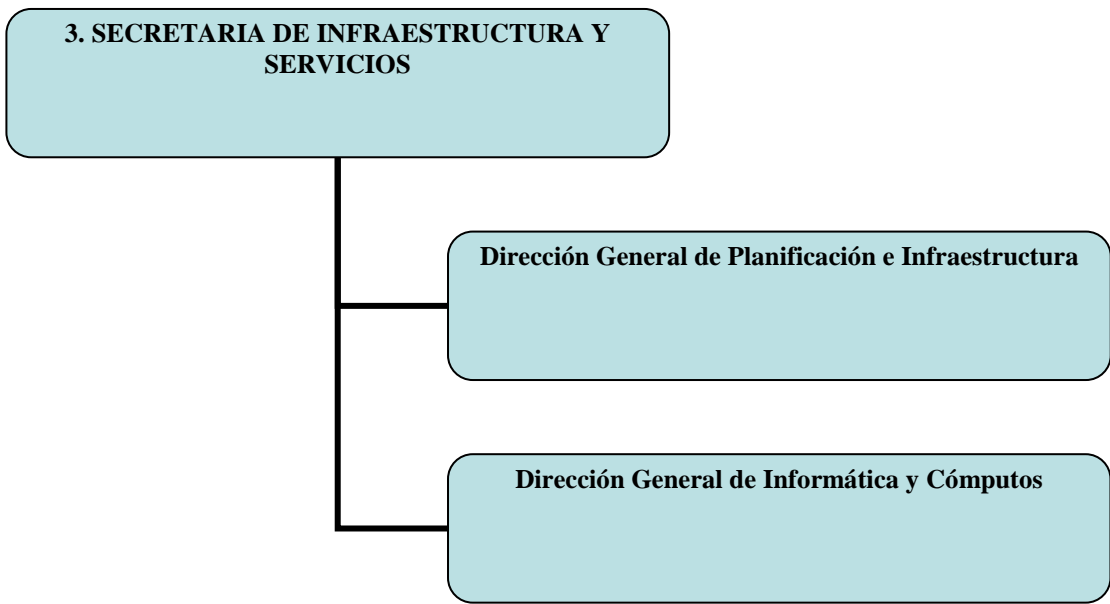 3. SECRETARIA DE INFRAESTRUCTURA Y
SERVICIOS
Dirección General de Planificación e Infraestructura
Dirección General de Informática y Cómputos